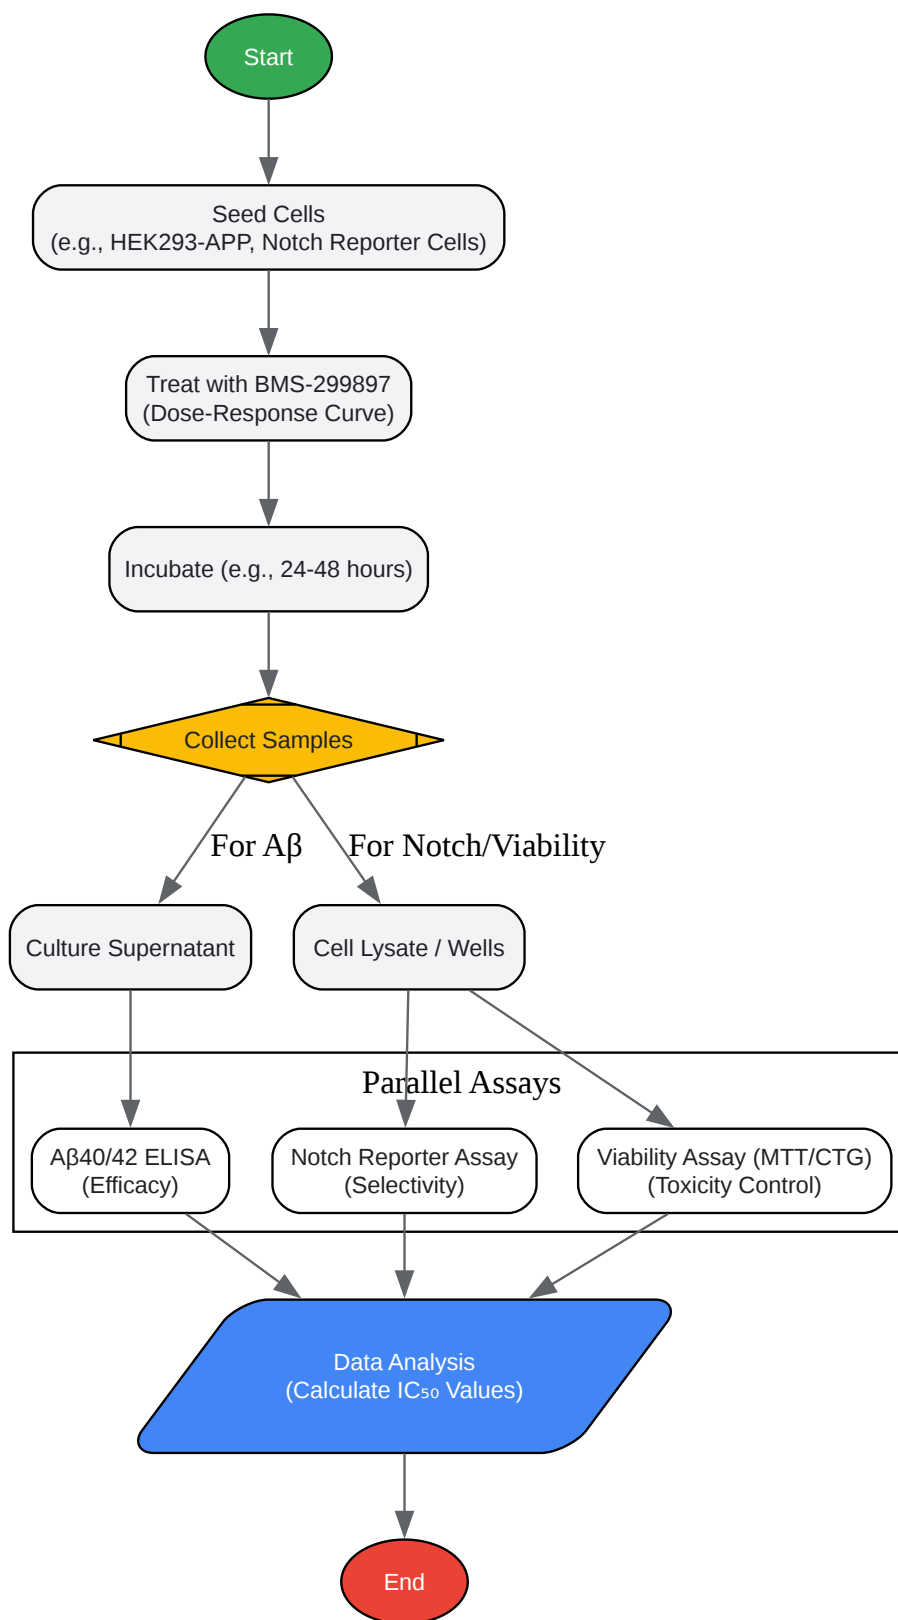 Start
Seed Cells
(e.g., HEK293-APP, Notch Reporter Cells)
Treat with BMS-299897
(Dose-Response Curve)
Incubate (e.g., 24-48 hours)
Collect Samples
For Aβ
For Notch/Viability
Culture Supernatant
Cell Lysate / Wells
Parallel Assays
Aβ40/42 ELISA
(Efficacy)
Notch Reporter Assay
(Selectivity)
Viability Assay (MTT/CTG)
(Toxicity Control)
Data Analysis
(Calculate IC₅₀ Values)
End